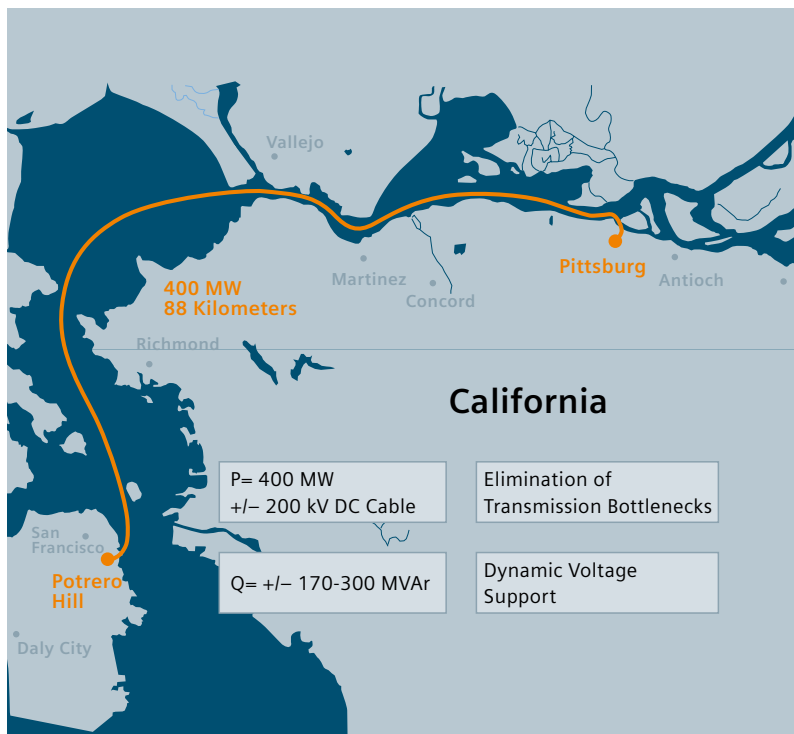 Vallejo
Pittsburg
Martinez
Antioch
Concord
400 MW
88 Kilometers
Richmond
California
P= 400 MW
+/– 200 kV DC Cable
Elimination of
Transmission Bottlenecks
San
Francisco
Potrero
Hill
Q= +/– 170-300 MVAr
Dynamic Voltage
Support
Daly City